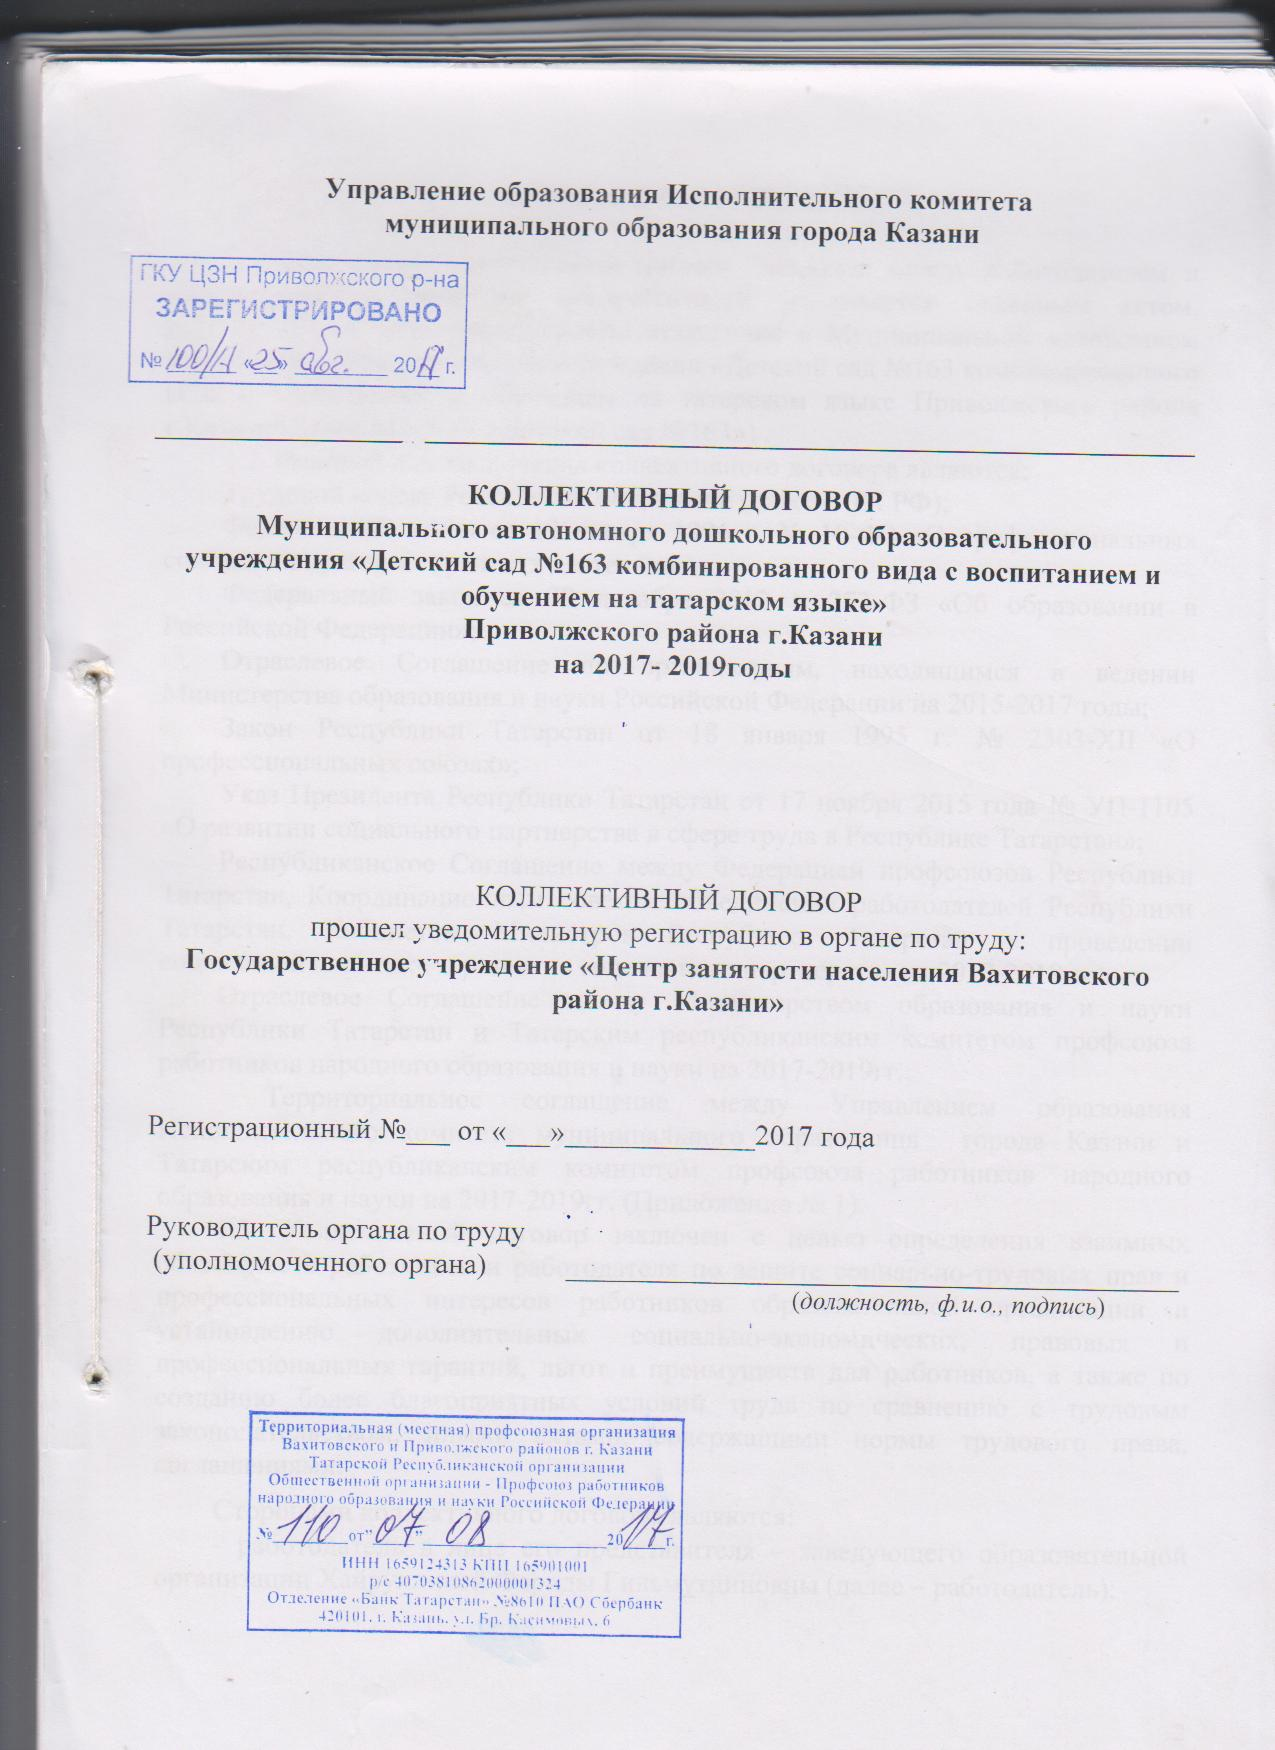 Управление образования Исполнительного комитета
муниципального образования города Казани
ГКУ ЦЗН Приволжского р-на
ЗАРЕГИСТРИРОВАНО
№ 100/А «25» авг. 2017 г.
КОЛЛЕКТИВНЫЙ ДОГОВОР
Муниципального автономного дошкольного образовательного
учреждения «Детский сад №163 комбинированного вида с воспитанием и
обучением на татарском языке»
Приволжского района г.Казани
на 2017- 2019годы
КОЛЛЕКТИВНЫЙ ДОГОВОР
прошел уведомительную регистрацию в органе по труду:
Государственное учреждение «Центр занятости населения Вахитовского
района г.Казани»
Регистрационный №___ от «___»_____________2017 года
Руководитель органа по труду
(уполномоченного органа)
(должность, ф.и.о., подпись)
Территориальная (местная) профсоюзная организация
Вахитовского и Приволжского районов г. Казани
Татарской Республиканской организации
Общественной организации - Профсоюз работников
народного образования и науки Российской Федерации
№ 110 от" 07 " 08 2017 г.
ИНН 1659124313 КПП 165901001
р/с 40703810862000001324
Отделение «Банк Татарстан» №8610 ПАО Сбербанк
420101, г. Казань, ул. Бр. Касимовых, 6